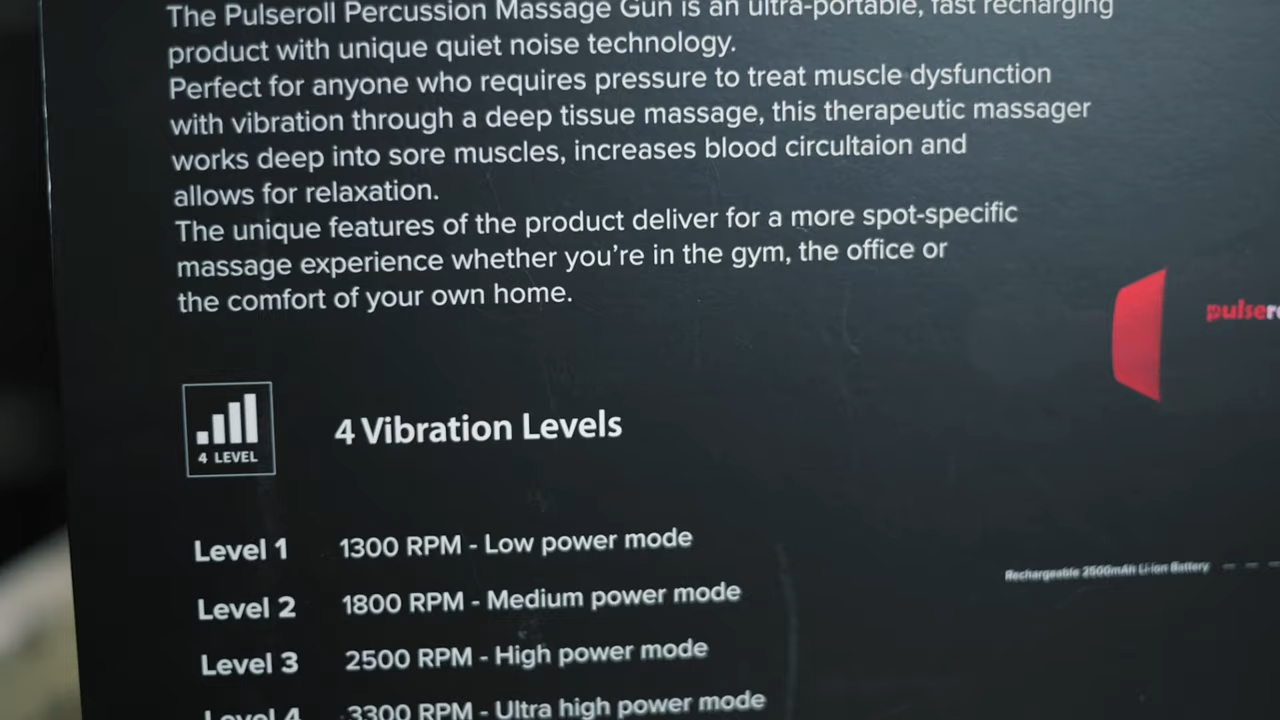 The Pulseroll Percussion Massage Gun is an ultra-portable, fast recharging
product with unique quiet noise technology.
Perfect for anyone who requires pressure to treat muscle dysfunction
with vibration through a deep tissue massage, this therapeutic massager
works deep into sore muscles, increases blood circultaion and
allows for relaxation.
The unique features of the product deliver for a more spot-specific
massage experience whether you're in the gym, the office or
the comfort of your own home.
pulsero
4 LEVEL
4 Vibration Levels
Level 1 1300 RPM - Low power mode
Rechargeable 2500mAh Li-ion Battery
Level 2 1800 RPM - Medium power mode
Level 3 2500 RPM - High power mode
Level 4 3300 RPM - Ultra high power mode